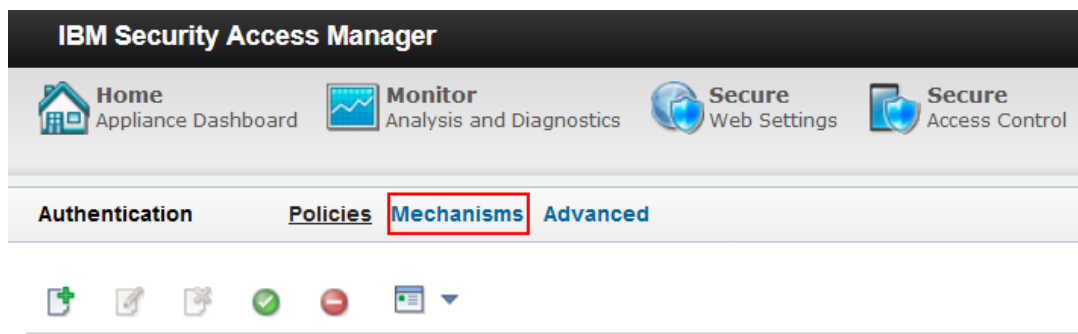 IBM Security Access Manager
Home Monitor Secure Secure
Appliance Dashboard Analysis and Diagnostics Web Settings Access Control
Authentication Policies Mechanisms Advanced